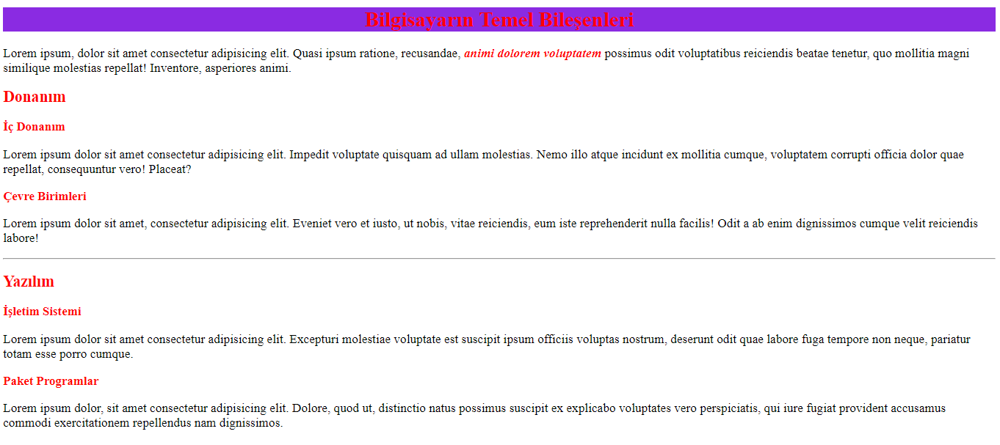 Bilgisayarın Temel Bileşenleri
Lorem ipsum, dolor sit amet consectetur adipisicing elit. Quasi ipsum ratione, recusandae, animi dolorem voluptatem possimus odit voluptatibus reiciendis beatae tenetur, quo mollitia magni
similique molestias repellat! Inventore, asperiores animi.
Donanım
İç Donanım
Lorem ipsum dolor sit amet consectetur adipisicing elit. Impedit voluptate quisquam ad ullam molestias. Nemo illo atque incidunt ex mollitia cumque, voluptatem corrupti officia dolor quae
repellat, consequuntur vero! Placeat?
Çevre Birimleri
Lorem ipsum dolor sit amet, consectetur adipisicing elit. Eveniet vero et iusto, ut nobis, vitae reiciendis, eum iste reprehenderit nulla facilis! Odit a ab enim dignissimos cumque velit reiciendis
labore!
Yazılım
İşletim Sistemi
Lorem ipsum dolor sit amet consectetur adipisicing elit. Excepturi molestiae voluptate est suscipit ipsum officiis voluptas nostrum, deserunt odit quae labore fuga tempore non neque, pariatur
totam esse porro cumque.
Paket Programlar
Lorem ipsum dolor, sit amet consectetur adipisicing elit. Dolore, quod ut, distinctio natus possimus suscipit ex explicabo voluptates vero perspiciatis, qui iure fugiat provident accusamus
commodi exercitationem repellendus nam dignissimos.